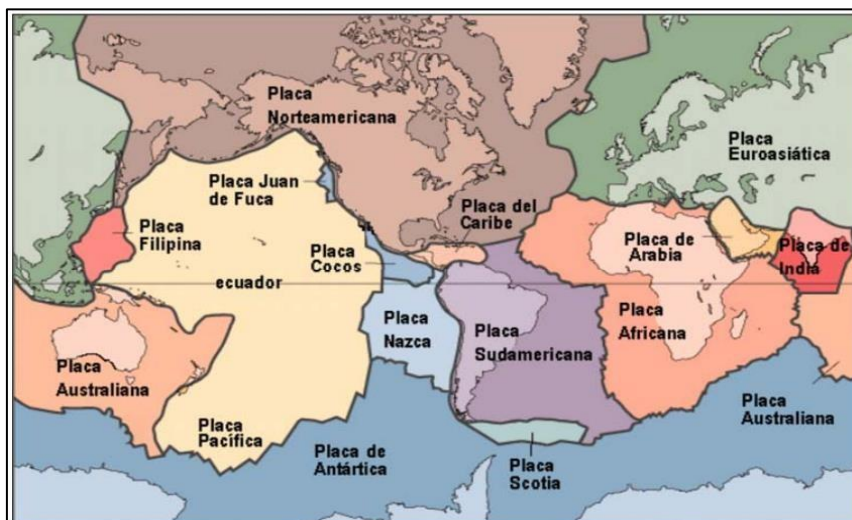 Placa
Norteamericana
Placa
Euroasiática
Placa Juan
de Fuca
Placa
Filipina
Placa del
Caribe
Placa de
Arabia
Placa de
India
Placa
Cocos
ecuador
Placa
Nazca
Placa
Sudamericana
Placa
Africana
Placa
Australiana
Placa
Australiana
Placa
Pacífica
Placa de
Antártica
Placa
Scotia